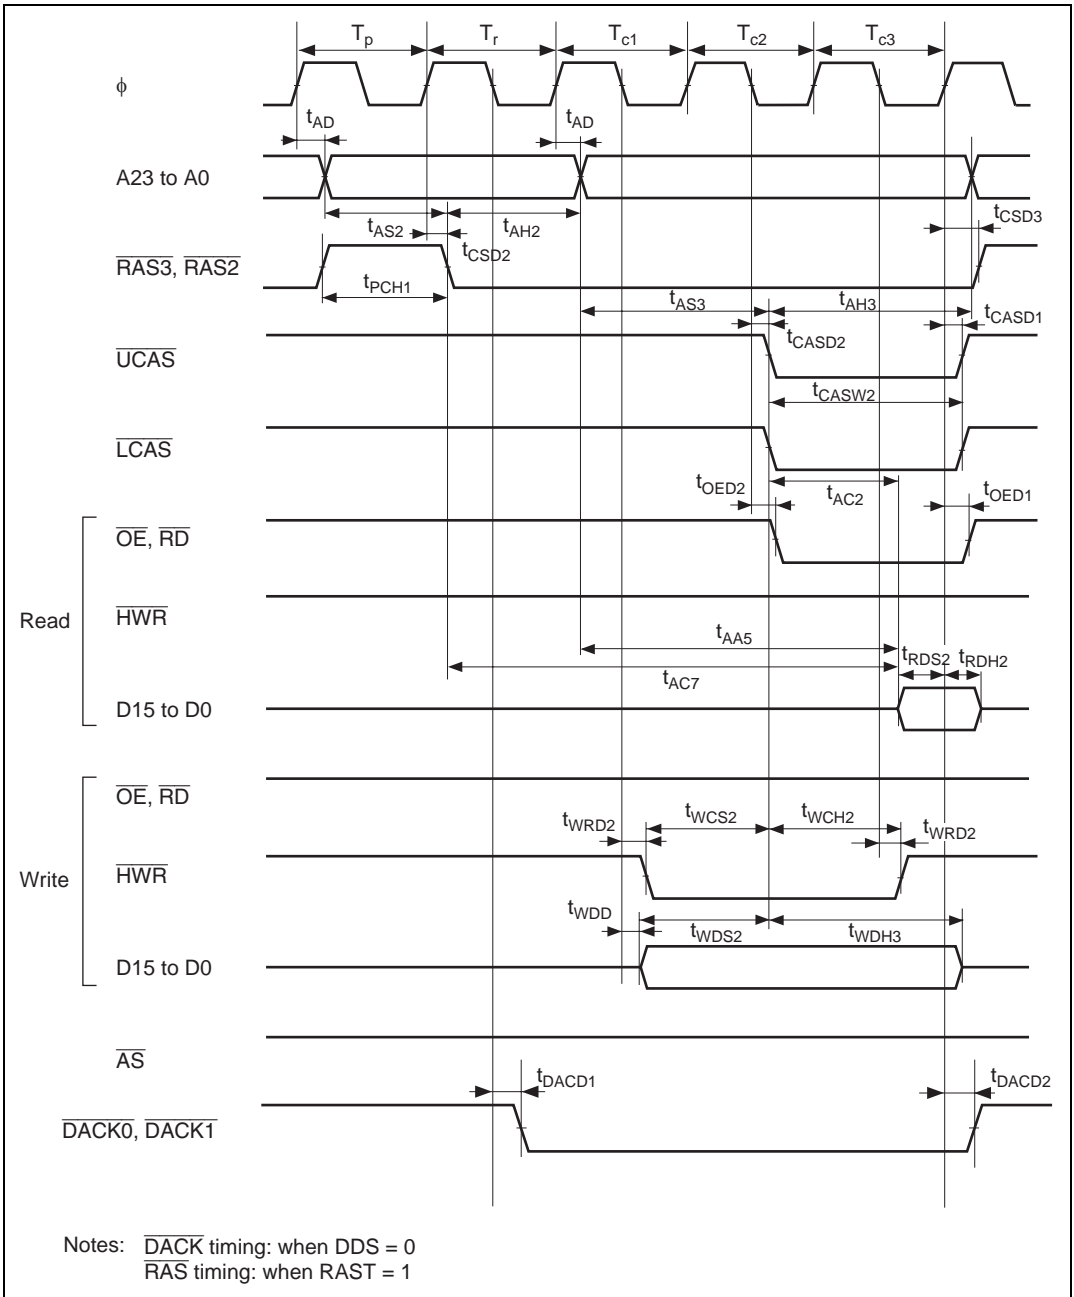 Tp Tr Tc1 Tc2 Tc3
ϕ
tAD tAD
A23 to A0
tAS2 tAH2 tCSD3
tCSD2
RAS3, RAS2
tPCH1
tAS3 tAH3 tCASD1
tCASD2
UCAS
tCASW2
LCAS
tOED2 tAC2 tOED1
OE, RD
Read
HWR
tAA5
tRDS2 tRDH2
tAC7
D15 to D0
OE, RD
tWRD2 tWCS2 tWCH2 tWRD2
Write
HWR
tWDD tWDS2 tWDH3
D15 to D0
AS
tDACD1 tDACD2
DACK0, DACK1
Notes: DACK timing: when DDS = 0
RAS timing: when RAST = 1